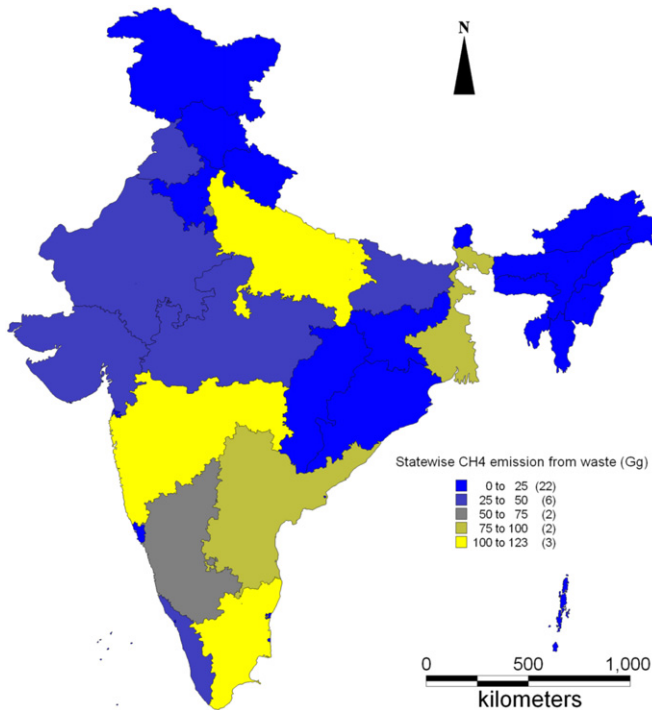 N
Statewise CH4 emission from waste (Gg)
0 to 25 (22)
25 to 50 (6)
50 to 75 (2)
75 to 100 (2)
100 to 123 (3)
0 500 1,000
kilometers